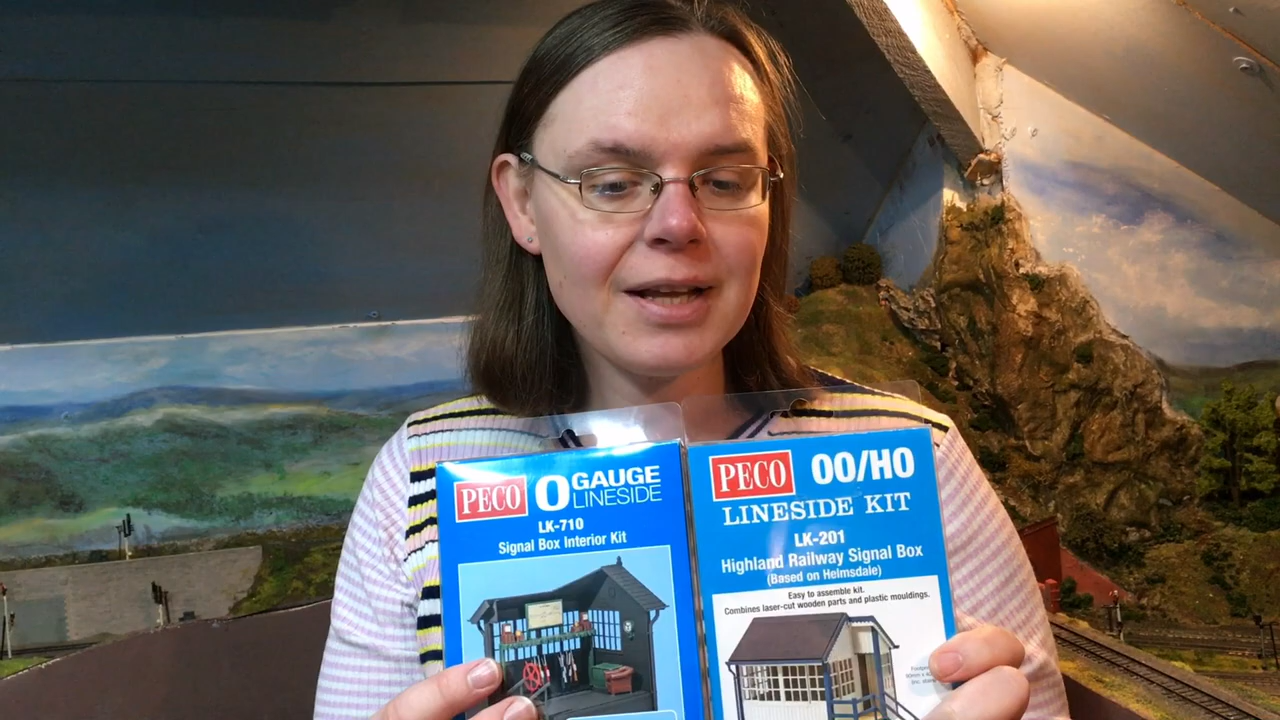 PECO
O GAUGE
LINESIDE
LK-710
Signal Box Interior Kit
PECO
OO/HO
LINESIDE KIT
LK-201
Highland Railway Signal Box
(Based on Helmsdale)
Easy to assemble kit.
Combines laser-cut wooden parts and plastic mouldings.